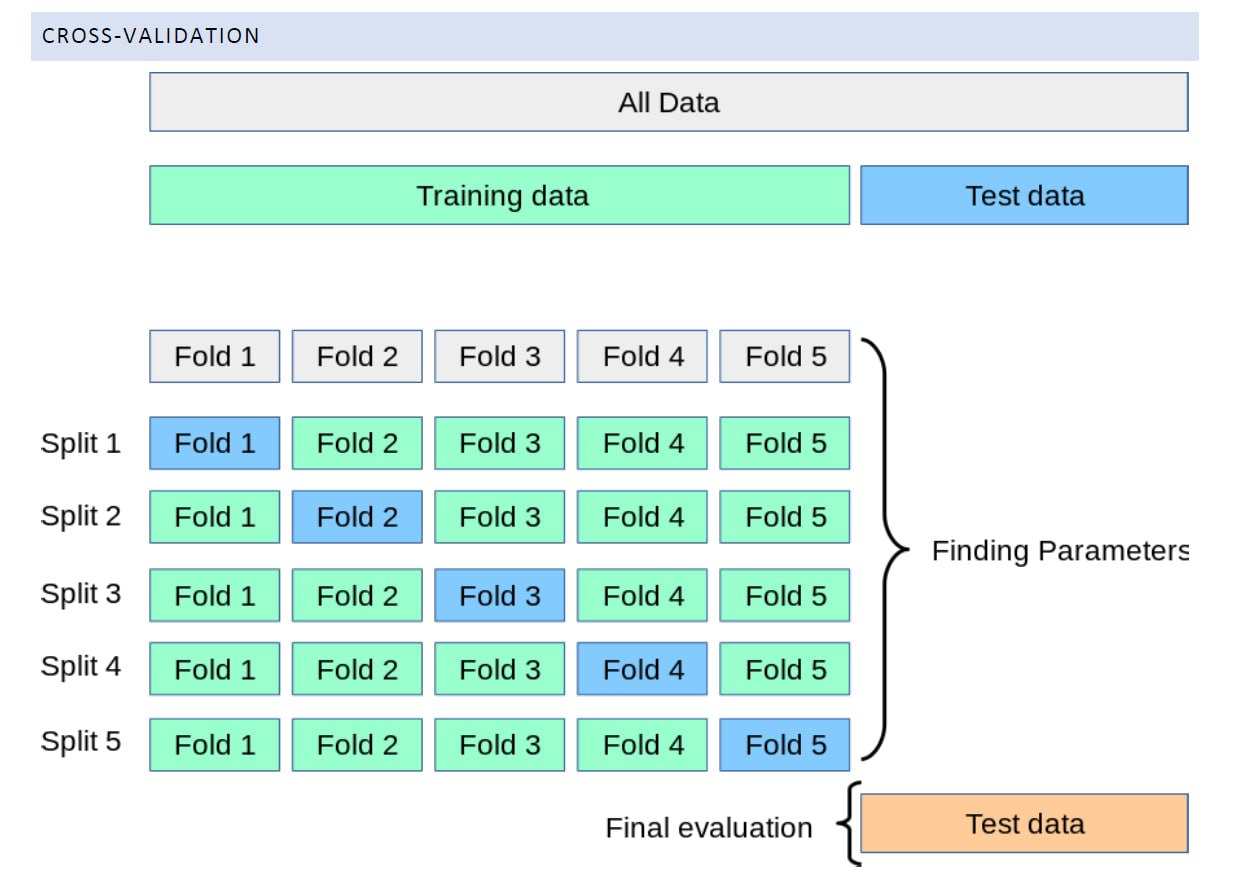 CROSS-VALIDATION
All Data
Training data Test data
Fold 1 Fold 2 Fold 3 Fold 4 Fold 5
Split 1 Fold 1 Fold 2 Fold 3 Fold 4 Fold 5
Split 2 Fold 1 Fold 2 Fold 3 Fold 4 Fold 5
Finding Parameters
Split 3 Fold 1 Fold 2 Fold 3 Fold 4 Fold 5
Split 4 Fold 1 Fold 2 Fold 3 Fold 4 Fold 5
Split 5 Fold 1 Fold 2 Fold 3 Fold 4 Fold 5
Final evaluation Test data